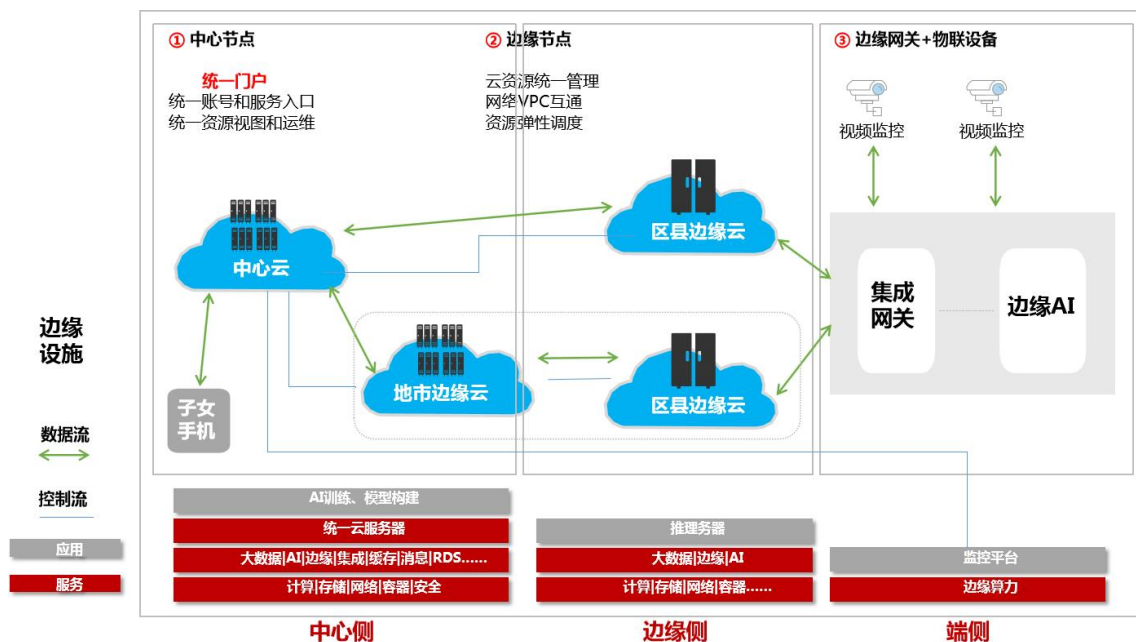 ① 中心节点
统一门户
统一账号和服务入口
统一资源视图和运维
② 边缘节点
云资源统一管理
网络VPC互通
资源弹性调度
③ 边缘网关+物联设备
视频监控
视频监控
区县边缘云
中心云
集成
网关
边缘AI
边缘
设施
地市边缘云
区县边缘云
子女
手机
数据流
控制流
应用
服务
AI训练、模型构建
统一云服务器
大数据|AI|边缘|集成|缓存|消息|RDS......
计算|存储|网络|容器|安全
推理务器
大数据|边缘|AI
计算|存储|网络|容器......
监控平台
边缘算力
中心侧
边缘侧
端侧